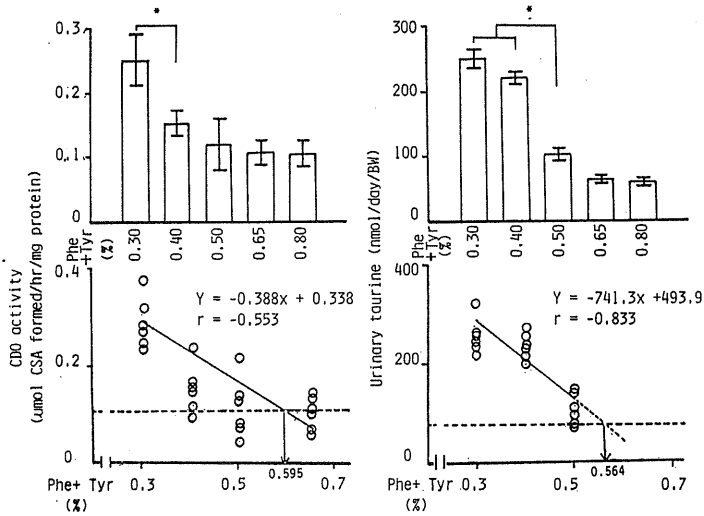 *
*
0.3
0.2
0.1
0
300
200
100
0
Phe + Tyr (%)
0.30 0.40 0.50 0.65 0.80
Phe + Tyr (%)
0.30 0.40 0.50 0.65 0.80
CDO activity
(umol CSA formed/hr/mg protein)
Urinary taurine (nmol/day/BW)
0.4
0.2
0
Y = -0.388x + 0.338
r = -0.553
0.595
400
200
0
Y = -741.3x +493.9
r = -0.833
0.564
Phe+ Tyr 0.3 0.5 0.7
(%)
Phe+ Tyr 0.3 0.5 0.7
(%)